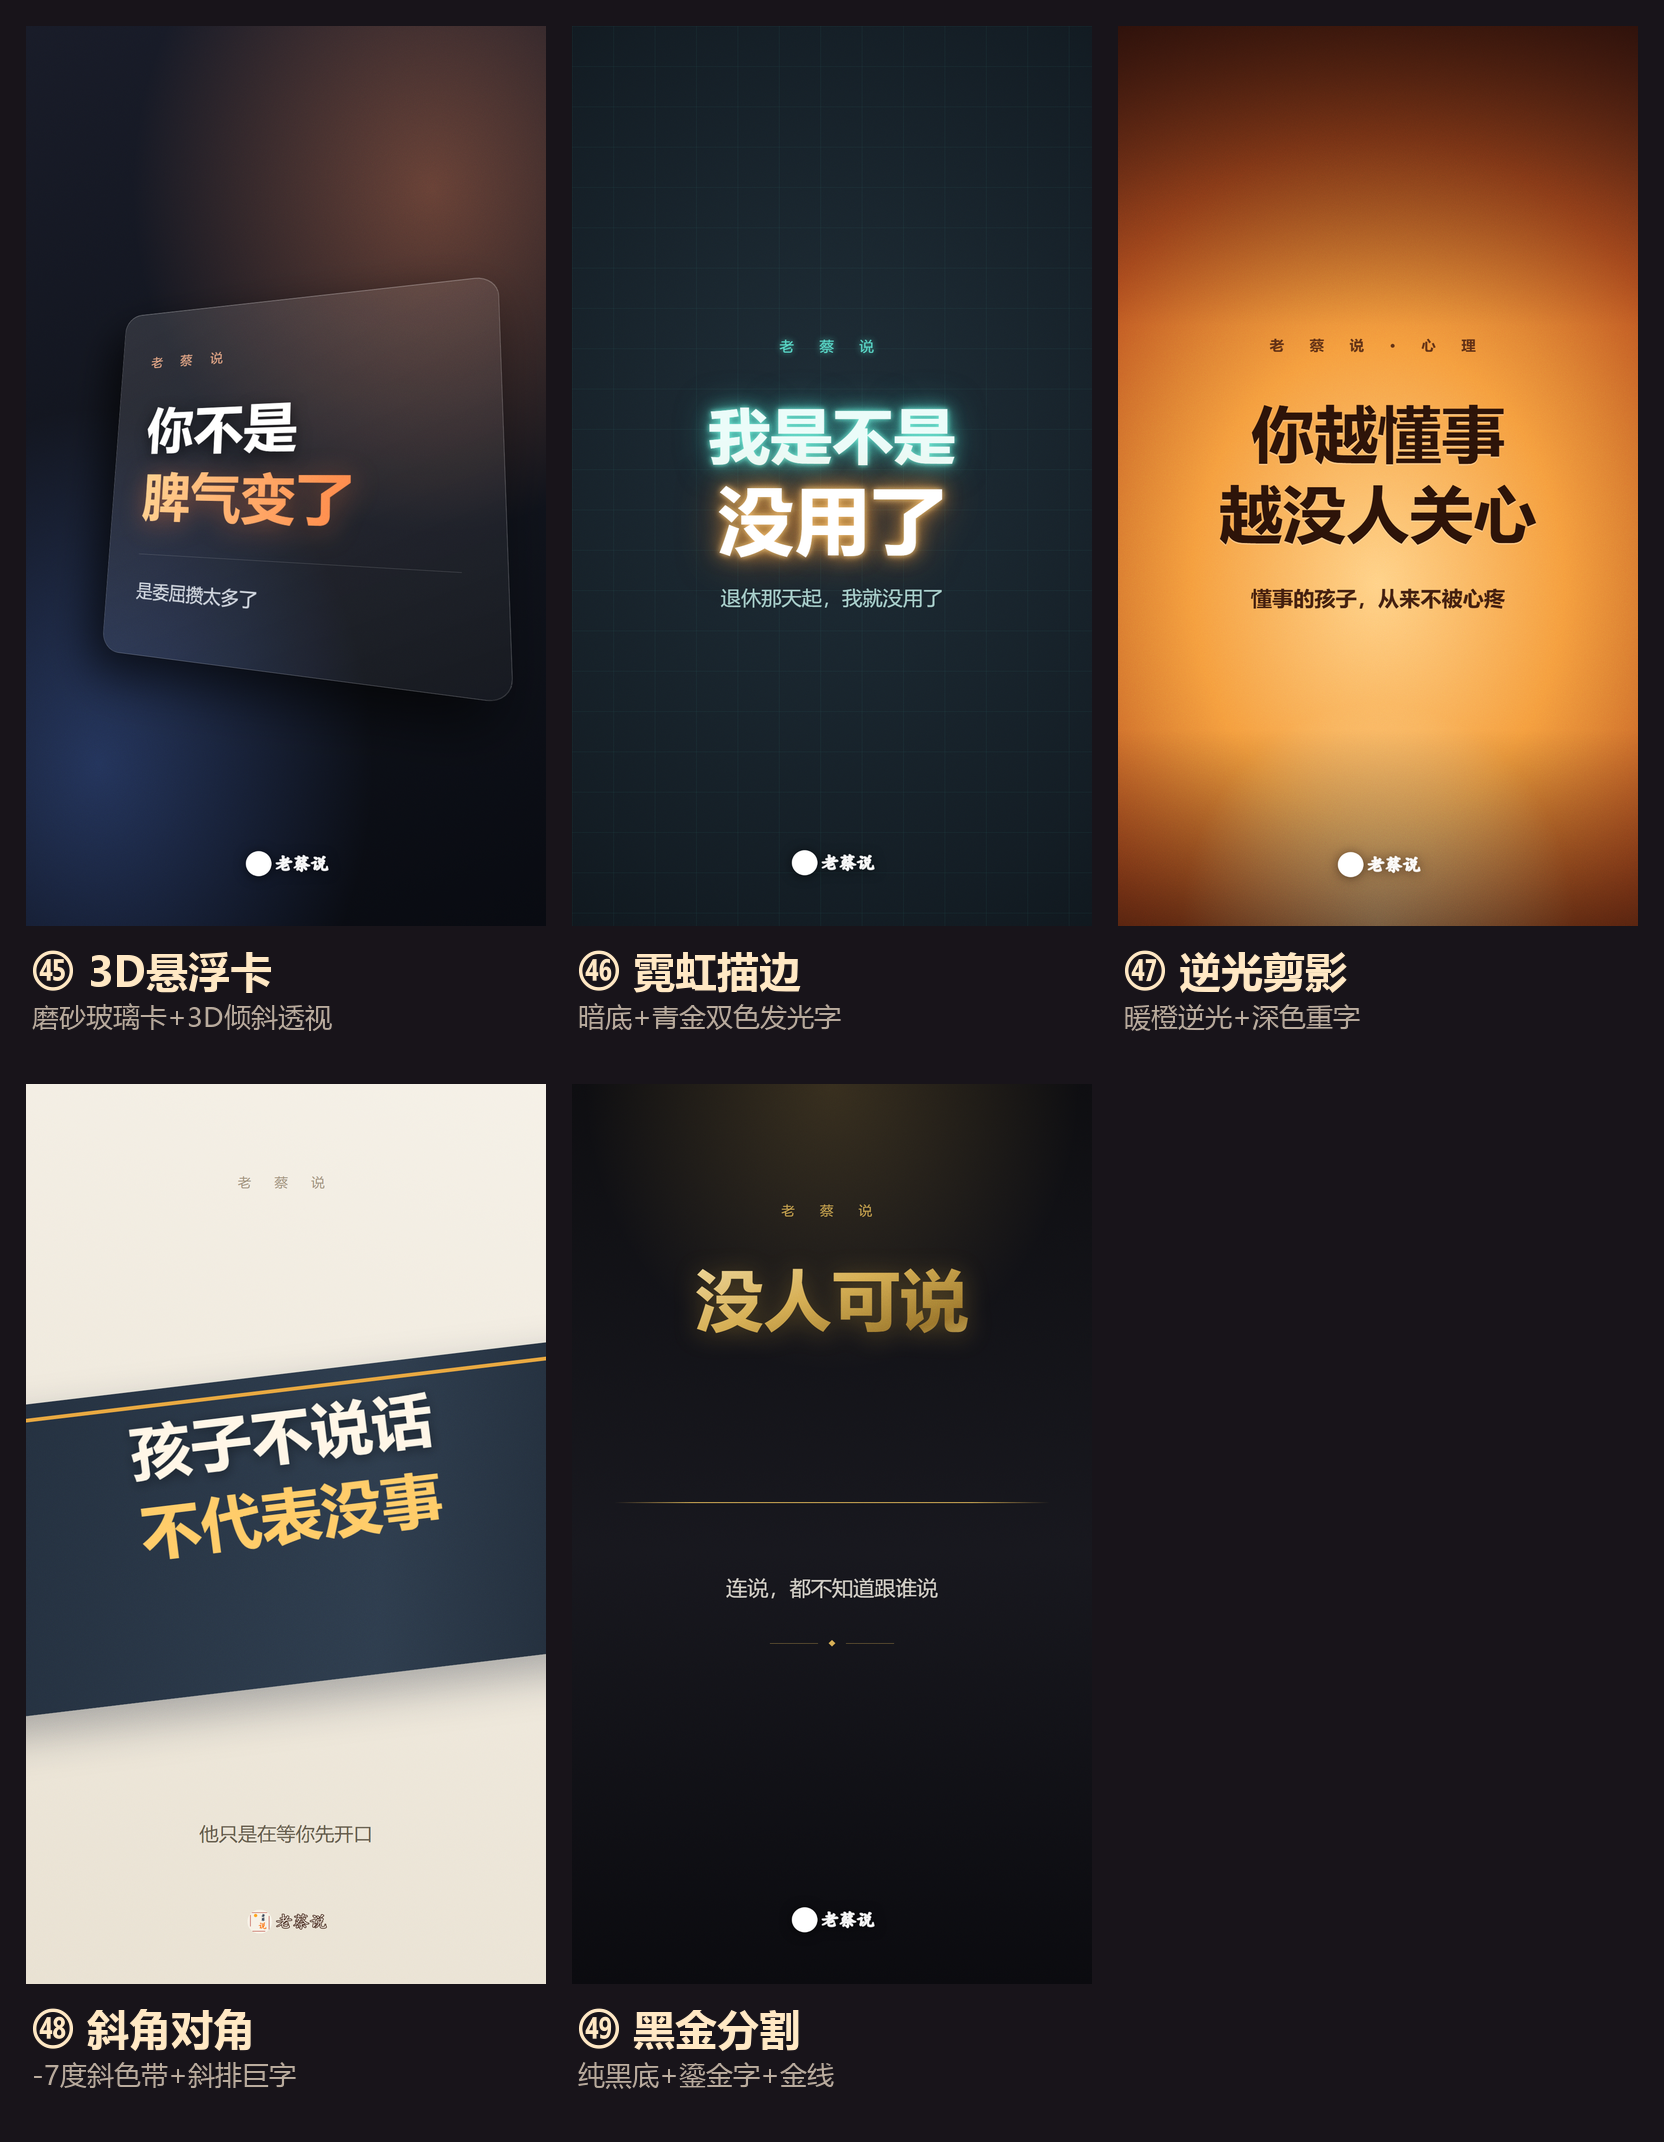 老蔡说
你不是
脾气变了
是委屈攒太多了
老蔡说
㊺ 3D悬浮卡
磨砂玻璃卡+3D倾斜透视
老蔡说
我是不是
没用了
退休那天起，我就没用了
老蔡说
㊻ 霓虹描边
暗底+青金双色发光字
老蔡说·心理
你越懂事
越没人关心
懂事的孩子，从来不被心疼
老蔡说
㊼ 逆光剪影
暖橙逆光+深色重字
老蔡说
孩子不说话
不代表没事
他只是在等你先开口
老蔡说
㊽ 斜角对角
-7度斜色带+斜排巨字
老蔡说
没人可说
连说，都不知道跟谁说
老蔡说
㊾ 黑金分割
纯黑底+鎏金字+金线